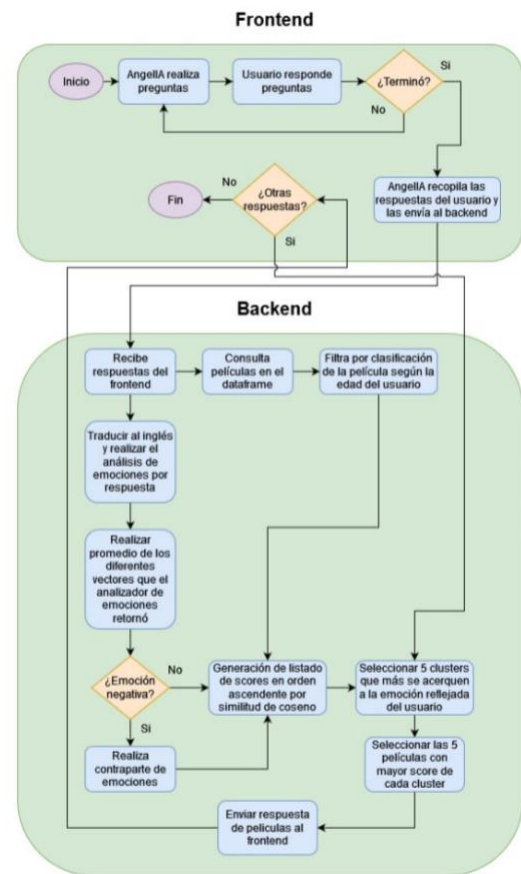 Frontend
Inicio
AngelIA realiza
preguntas
Usuario responde
preguntas
¿Terminó?
Si
No
AngelIA recopila las
respuestas del usuario y
las envía al backend
¿Otras
respuestas?
No
Fin
Si
Backend
Recibe
respuestas del
frontend
Consulta
películas en el
dataframe
Filtra por clasificación
de la película según la
edad del usuario
Traducir al inglés y
realizar el
análisis de
emociones por
respuesta
Realizar
promedio de los
diferentes
vectores que el
analizador de
emociones
retornó
¿Emoción
negativa?
No
Si
Generación de listado
de scores en orden
ascendente por
similitud de coseno
Seleccionar 5 clusters
que más se acerquen
a la emoción reflejada
del usuario
Realiza
contraparte de
emociones
Seleccionar las 5
películas con
mayor score de
cada cluster
Enviar respuesta
de peliculas al
frontend